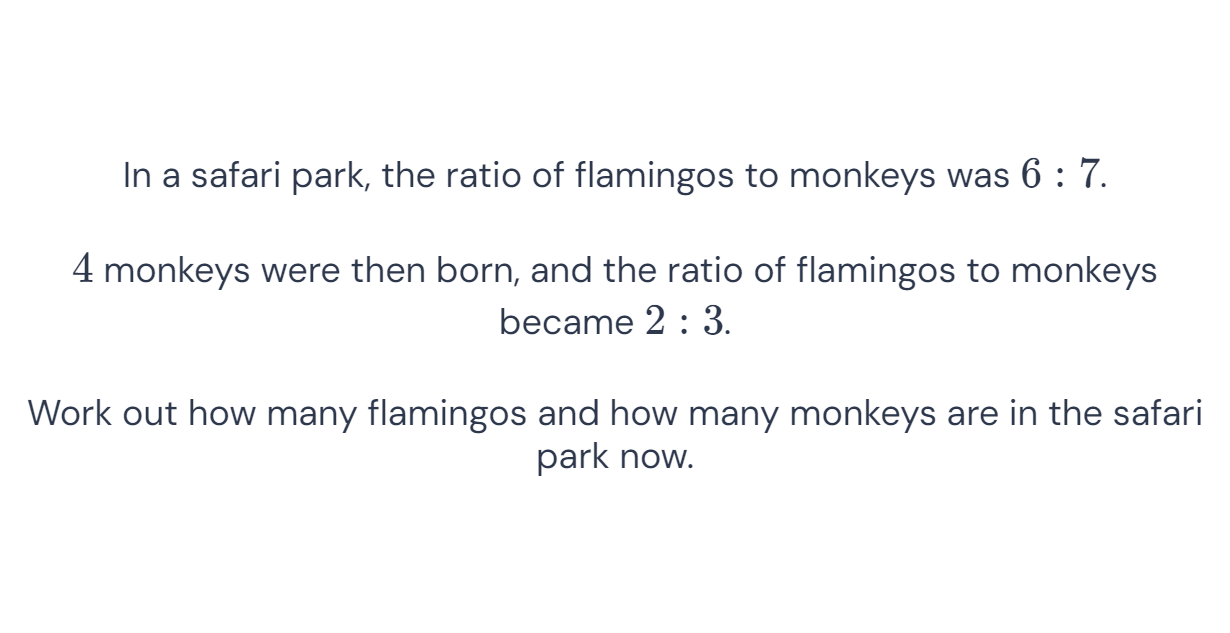 In a safari park, the ratio of flamingos to monkeys was 6 : 7.
4 monkeys were then born, and the ratio of flamingos to monkeys
became 2 : 3.
Work out how many flamingos and how many monkeys are in the safari
park now.